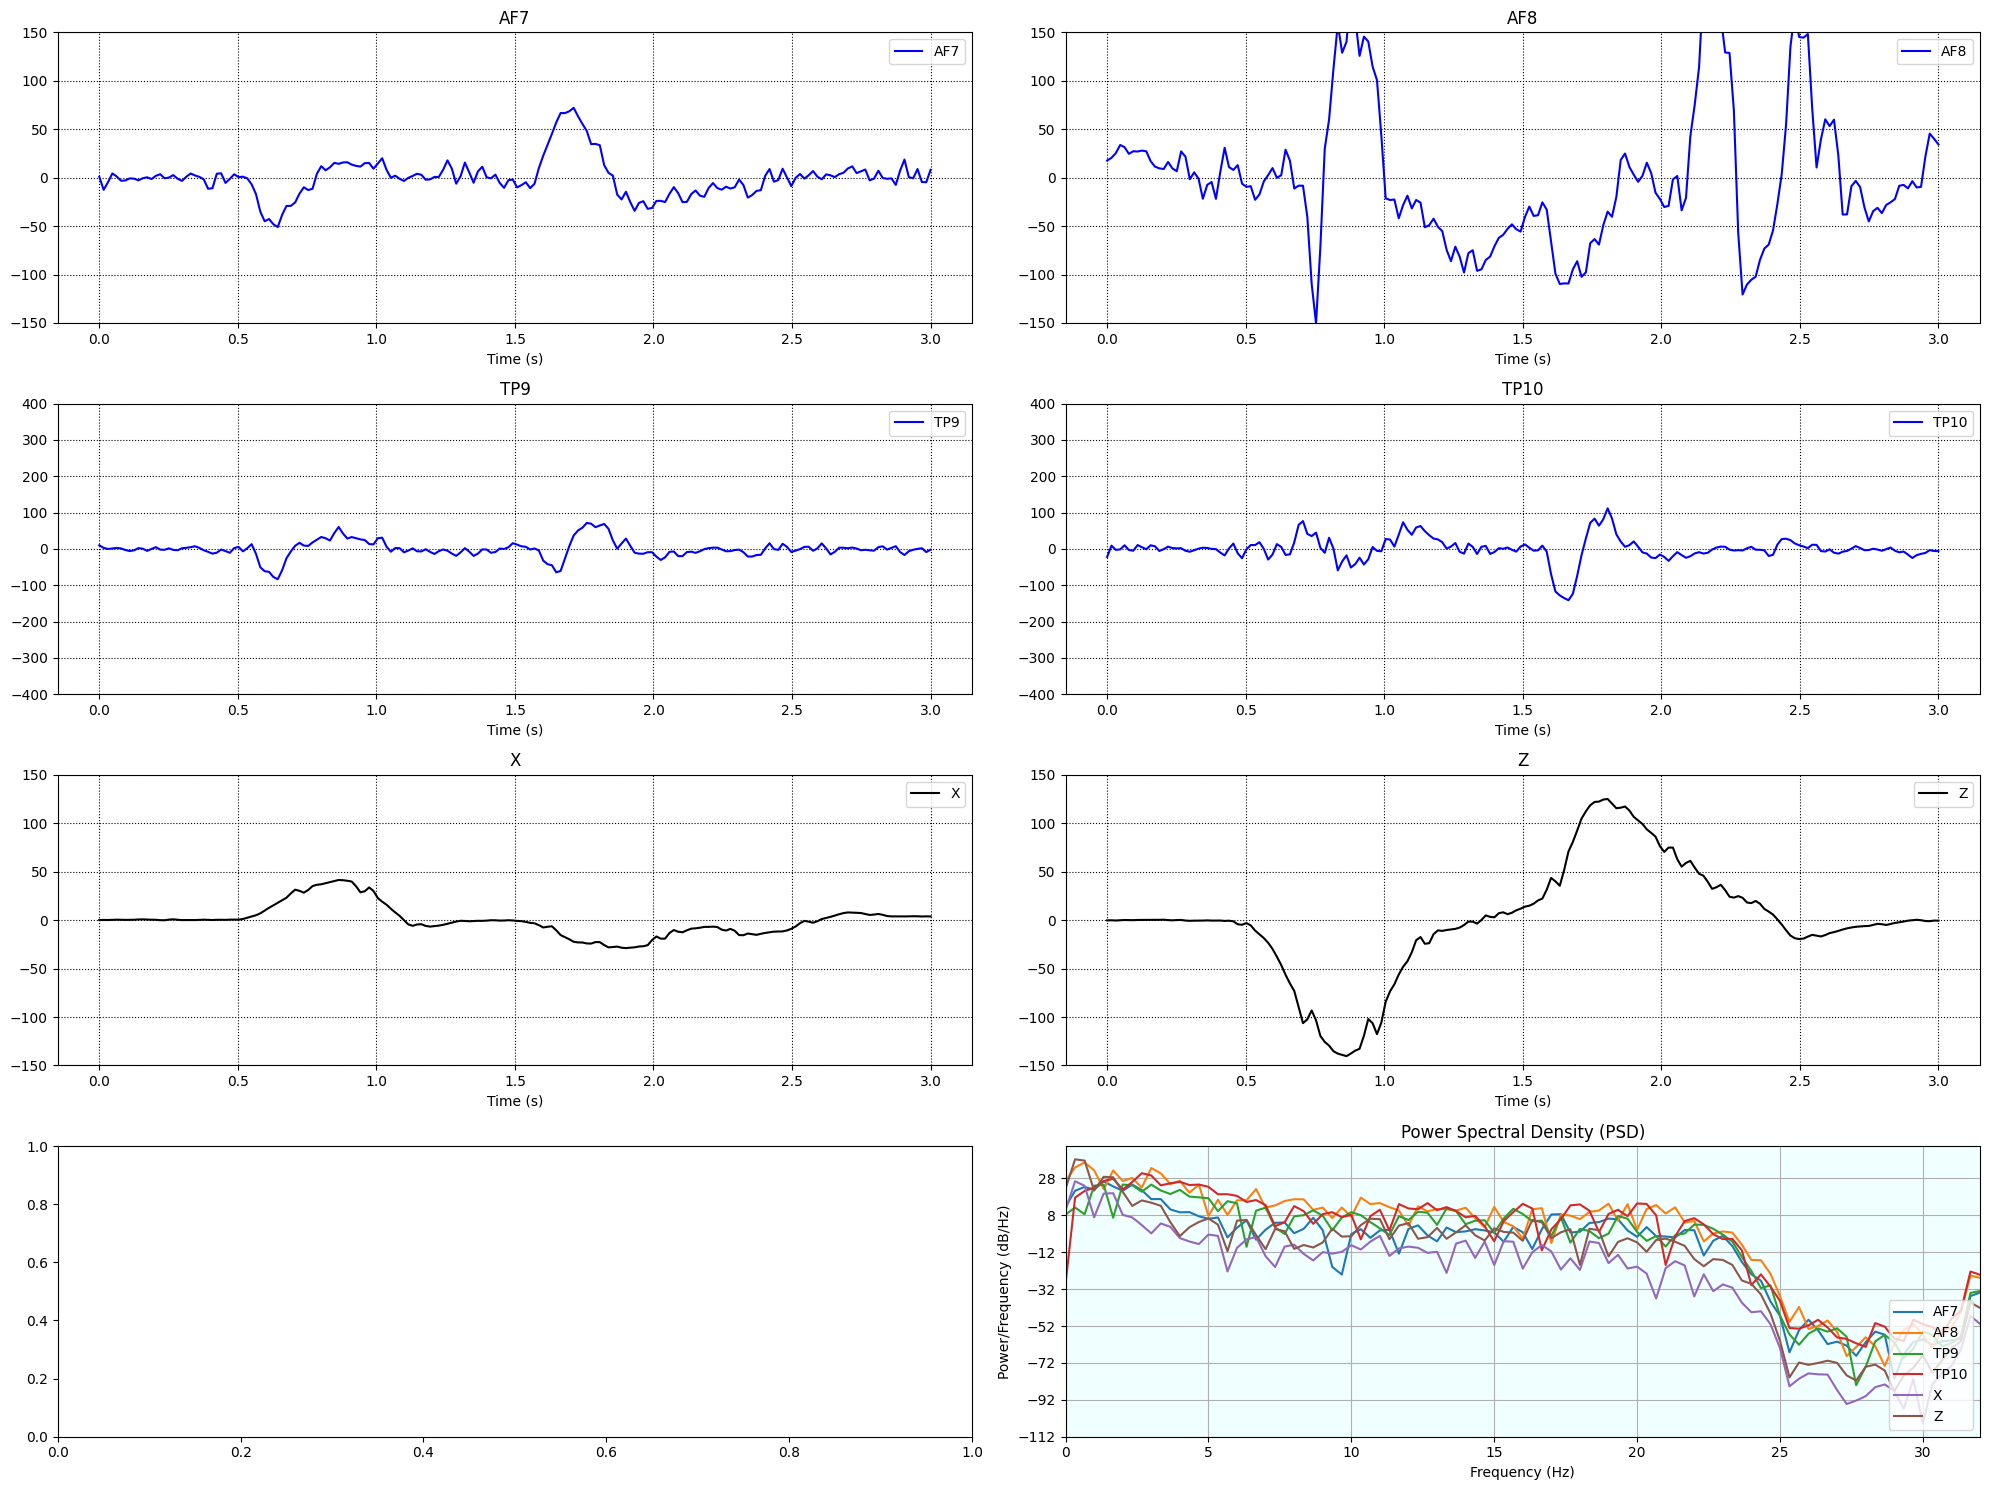 AF7
150
100
50
0
−50
−100
−150
0.0 0.5 1.0 1.5 2.0 2.5 3.0
Time (s)
AF7
AF8
150
100
50
0
−50
−100
−150
0.0 0.5 1.0 1.5 2.0 2.5 3.0
Time (s)
AF8
TP9
400
300
200
100
0
−100
−200
−300
−400
0.0 0.5 1.0 1.5 2.0 2.5 3.0
Time (s)
TP9
TP10
400
300
200
100
0
−100
−200
−300
−400
0.0 0.5 1.0 1.5 2.0 2.5 3.0
Time (s)
TP10
X
150
100
50
0
−50
−100
−150
0.0 0.5 1.0 1.5 2.0 2.5 3.0
Time (s)
X
Z
150
100
50
0
−50
−100
−150
0.0 0.5 1.0 1.5 2.0 2.5 3.0
Time (s)
Z
1.0
0.8
0.6
0.4
0.2
0.0
0.0 0.2 0.4 0.6 0.8 1.0
Power Spectral Density (PSD)
Power/Frequency (dB/Hz)
28
8
−12
−32
−52
−72
−92
−112
0 5 10 15 20 25 30
Frequency (Hz)
AF7
AF8
TP9
TP10
X
Z